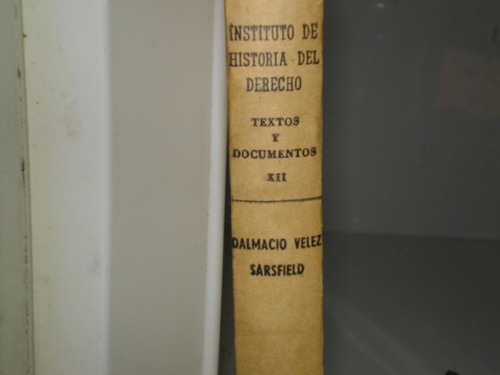 INSTITUTO DE
HISTORIA DEL
DERECHO
TEXTOS
Y
DOCUMENTOS
XII
DALMACIO VELEZ
SARSFIELD